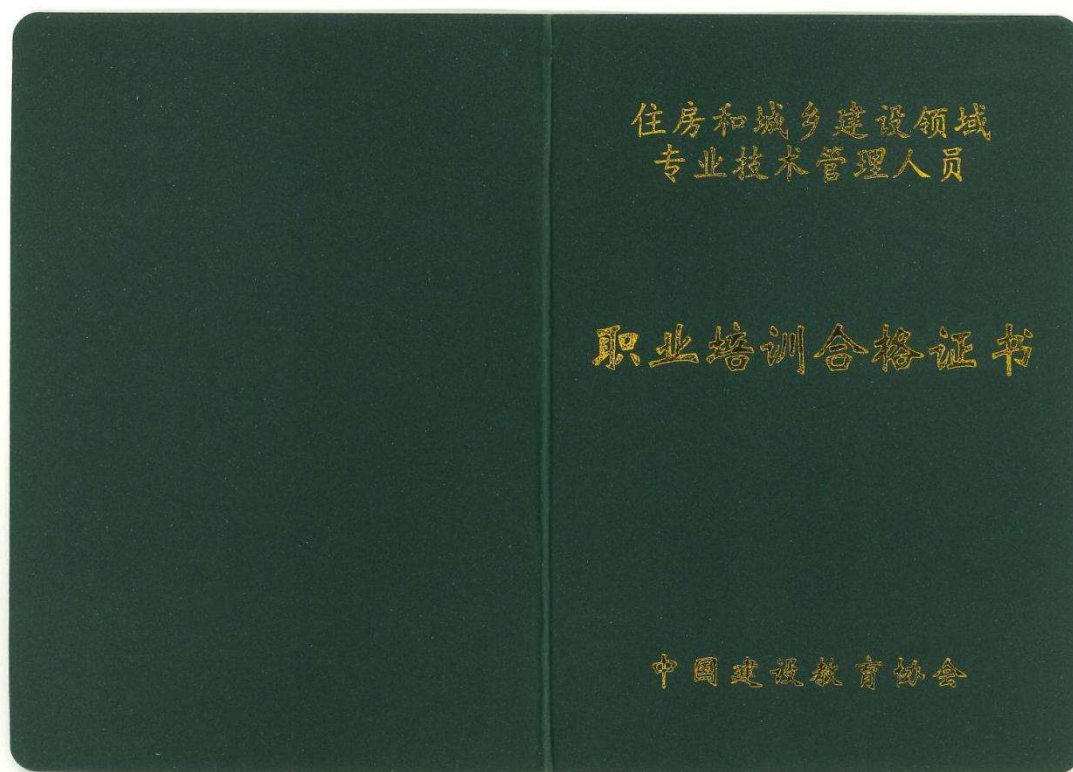 住房和城乡建设领域
专业技术管理人员
职业培训合格证书
中国建设教育协会